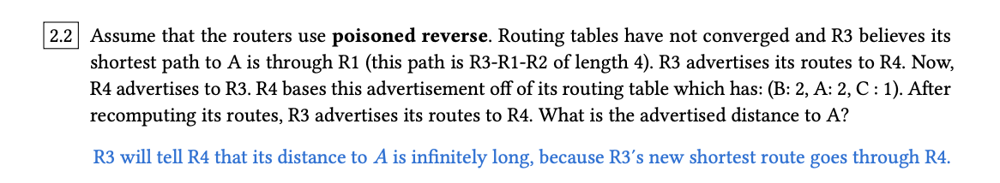 2.2 Assume that the routers use poisoned reverse. Routing tables have not converged and R3 believes its
shortest path to A is through R1 (this path is R3-R1-R2 of length 4). R3 advertises its routes to R4. Now,
R4 advertises to R3. R4 bases this advertisement off of its routing table which has: (B: 2, A: 2, C : 1). After
recomputing its routes, R3 advertises its routes to R4. What is the advertised distance to A?
R3 will tell R4 that its distance to A is infinitely long, because R3′s new shortest route goes through R4.